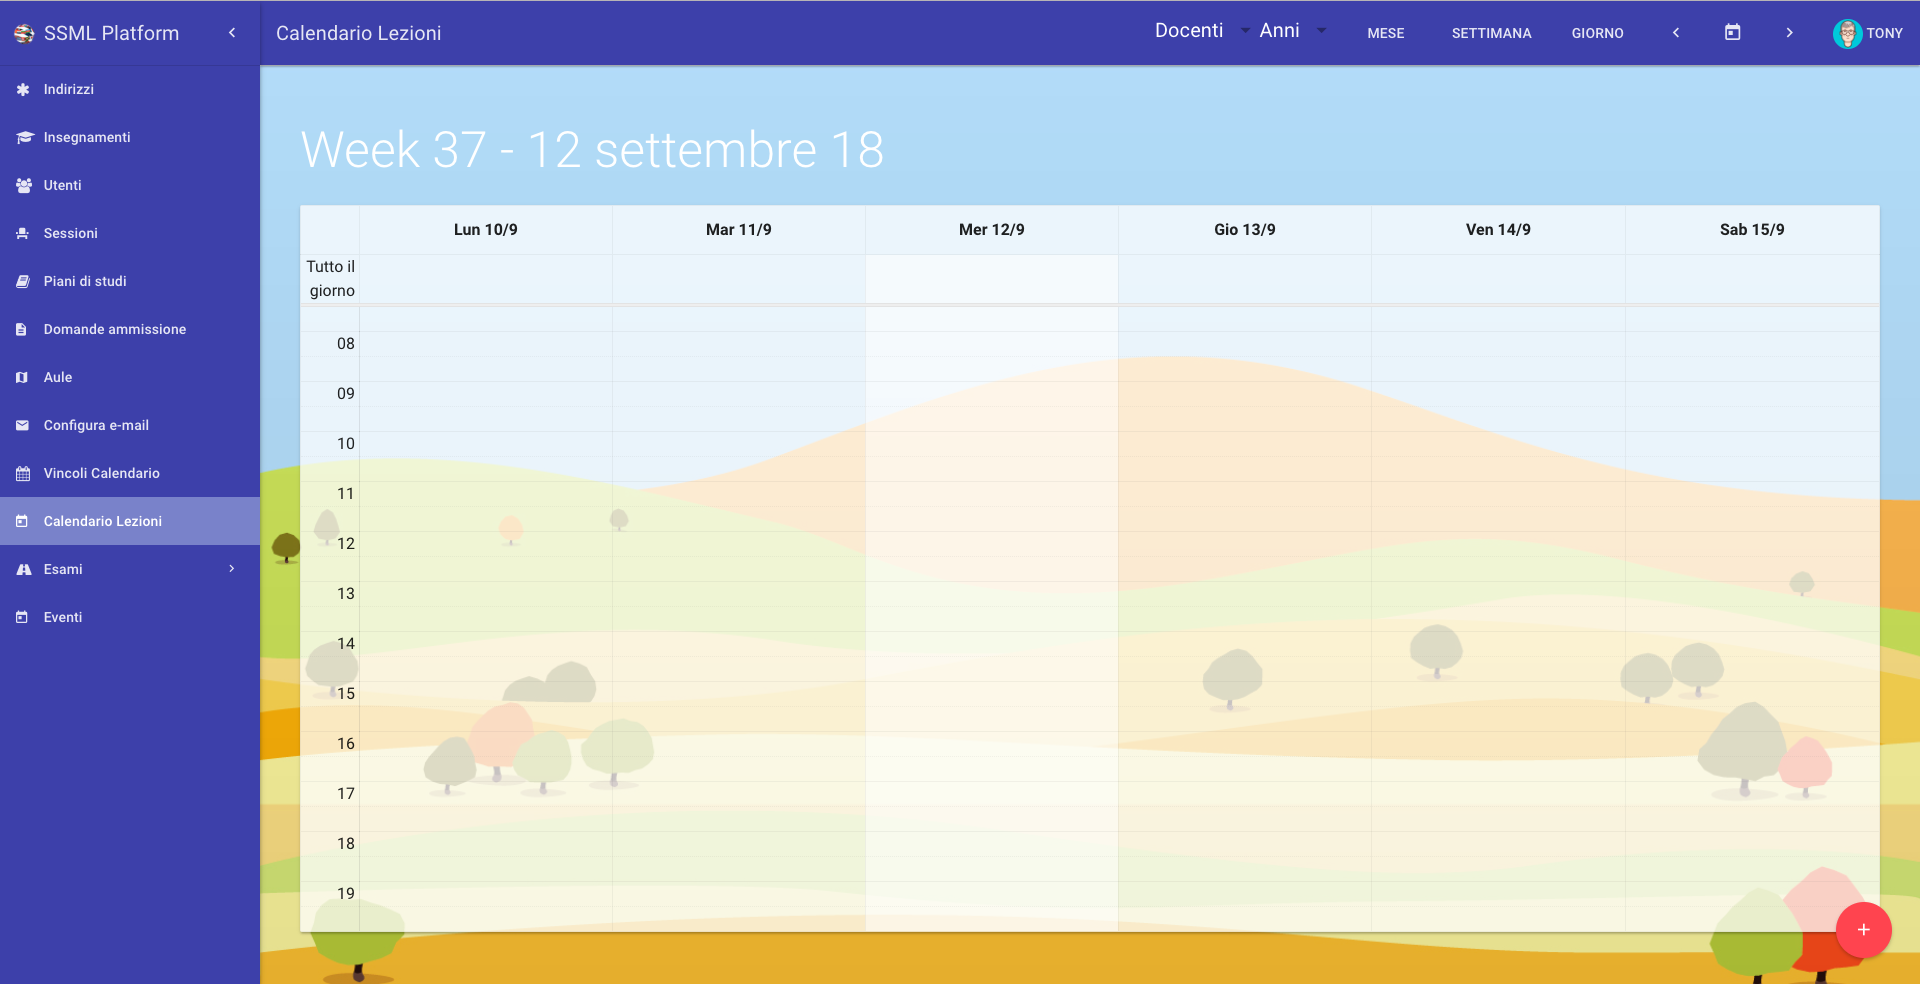 SSML Platform
Calendario Lezioni
Docenti
Anni
MESE
SETTIMANA
GIORNO
TONY
Indirizzi
Insegnamenti
Utenti
Sessioni
Piani di studi
Domande ammissione
Aule
Configura e-mail
Vincoli Calendario
Calendario Lezioni
Esami
Eventi
Week 37 - 12 settembre 18
Lun 10/9
Mar 11/9
Mer 12/9
Gio 13/9
Ven 14/9
Sab 15/9
Tutto il
giorno
08
09
10
11
12
13
14
15
16
17
18
19
+